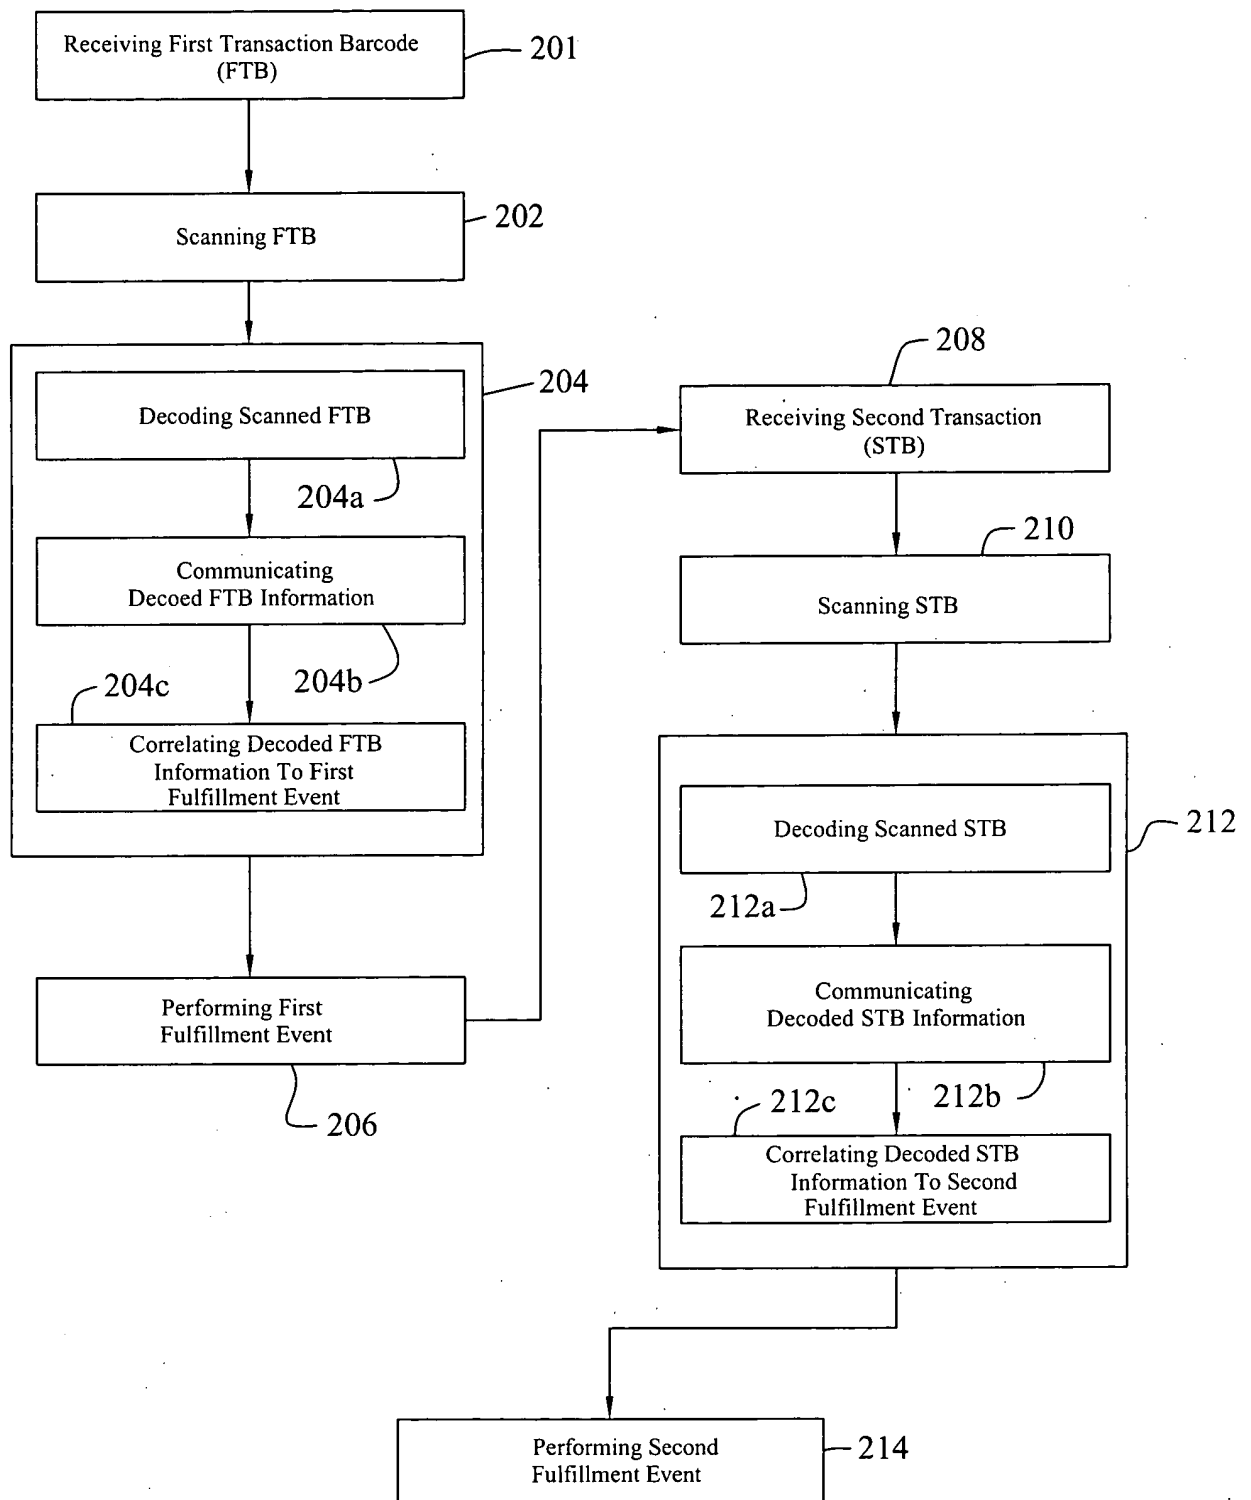 Receiving First Transaction Barcode
(FTB)
201
Scanning FTB
202
204
Decoding Scanned FTB
204a
Communicating
Decoed FTB Information
204b
204c
Correlating Decoded FTB
Information To First
Fulfillment Event
Performing First
Fulfillment Event
206
208
Receiving Second Transaction
(STB)
210
Scanning STB
212
Decoding Scanned STB
212a
Communicating
Decoded STB Information
212b
212c
Correlating Decoded STB
Information To Second
Fulfillment Event
Performing Second
Fulfillment Event
214